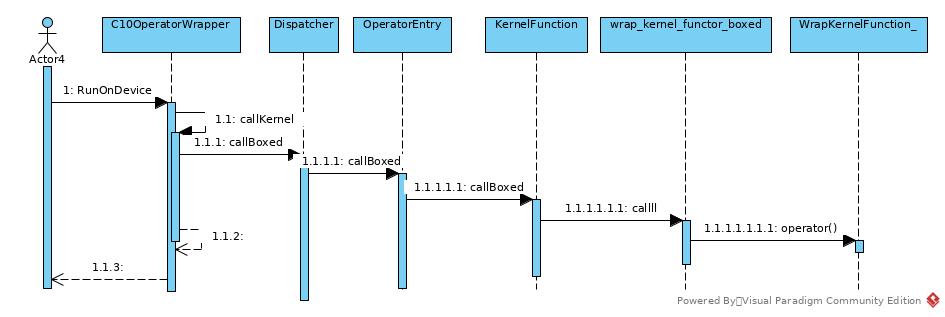 C10OperatorWrapper
Dispatcher
OperatorEntry
KernelFunction
wrap_kernel_functor_boxed
WrapKernelFunction_
Actor4
1: RunOnDevice
1.1: callKernel
1.1.1: callBoxed
1.1.1.1: callBoxed
1.1.1.1.1: callBoxed
1.1.1.1.1.1: callll
1.1.1.1.1.1.1: operator()
1.1.2:
1.1.3:
Powered By Visual Paradigm Community Edition